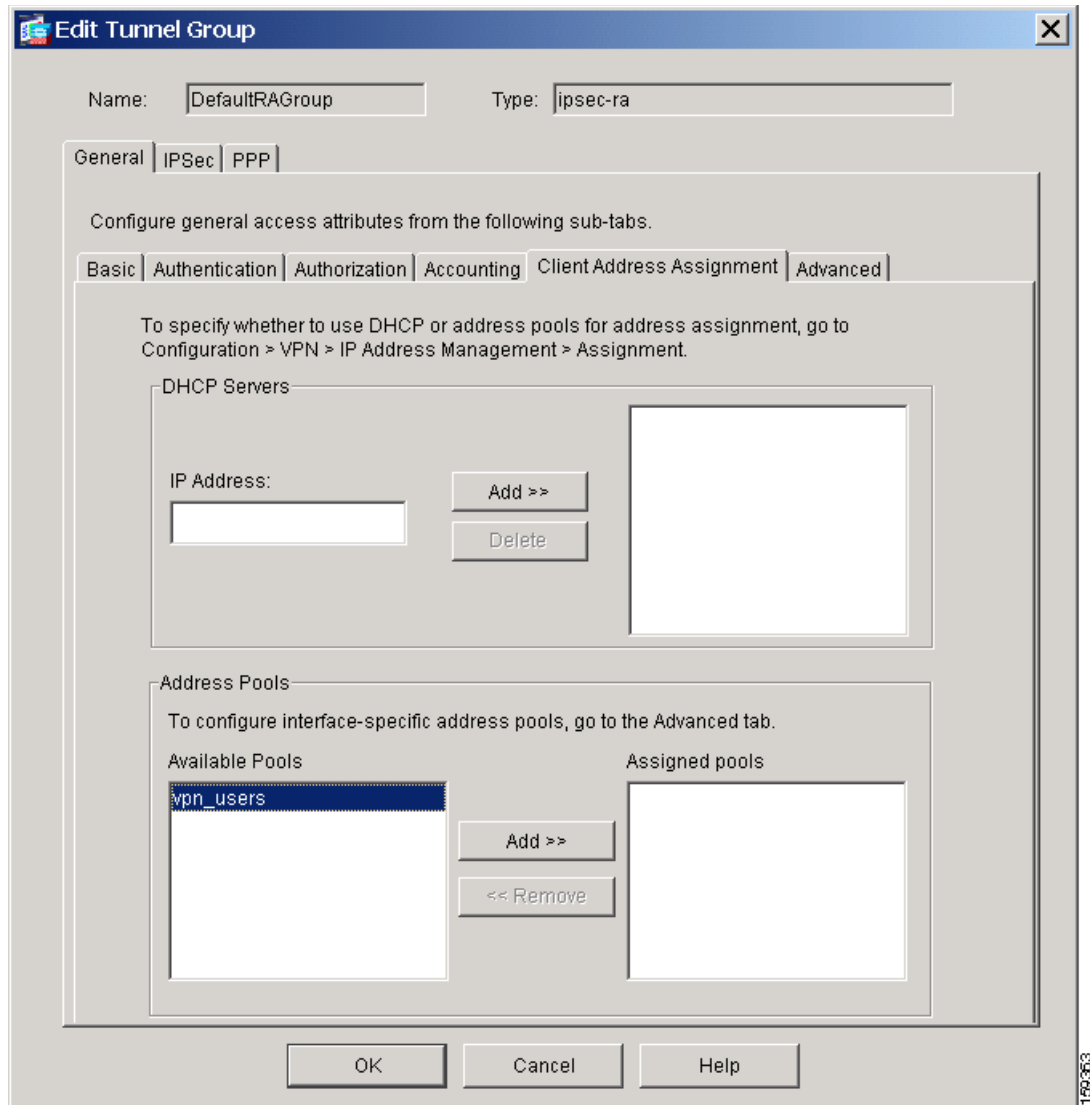 Edit Tunnel Group
Name: DefaultRAGroup Type: ipsec-ra
General IPSec PPP
Configure general access attributes from the following sub-tabs.
Basic Authentication Authorization Accounting Client Address Assignment Advanced
To specify whether to use DHCP or address pools for address assignment, go to
Configuration > VPN > IP Address Management > Assignment.
DHCP Servers
IP Address:
Add >>
Delete
Address Pools
To configure interface-specific address pools, go to the Advanced tab.
Available Pools Assigned pools
vpn_users
Add >>
<< Remove
OK Cancel Help
159363